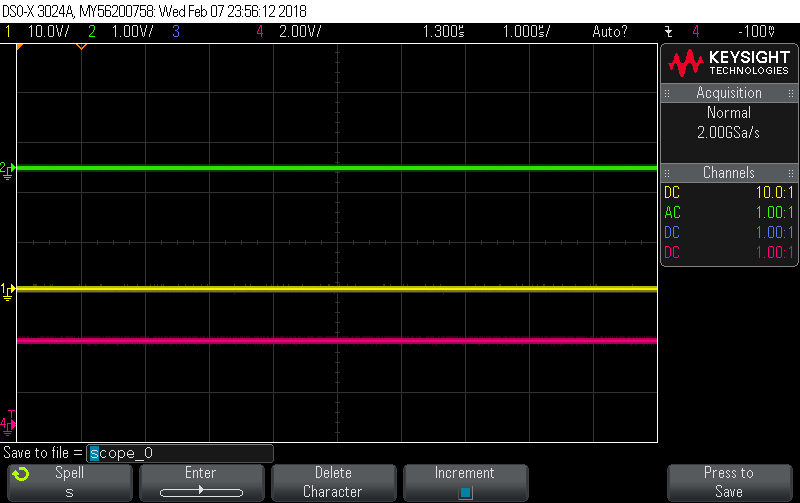 DSO-X 3024A, MY56200758: Wed Feb 07 23:56:12 2018
1 10.0V/ 2 1.00V/ 3 4 2.00V/ 1.300s 1.000s/ Auto? 4 -100mV
KEYSIGHT
TECHNOLOGIES
Acquisition
Normal
2.00GSa/s
Channels
DC 10.0:1
AC 1.00:1
DC 1.00:1
DC 1.00:1
2
1
T
4
Save to file = scope_0
Spell
s
Enter
Delete
Character
Increment
Press to
Save